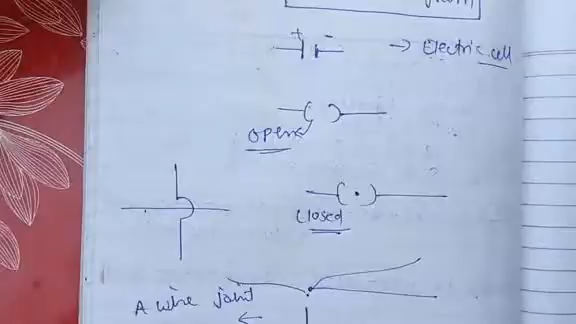 + -
→ Electric cell
Open
Closed
A wire joint
←